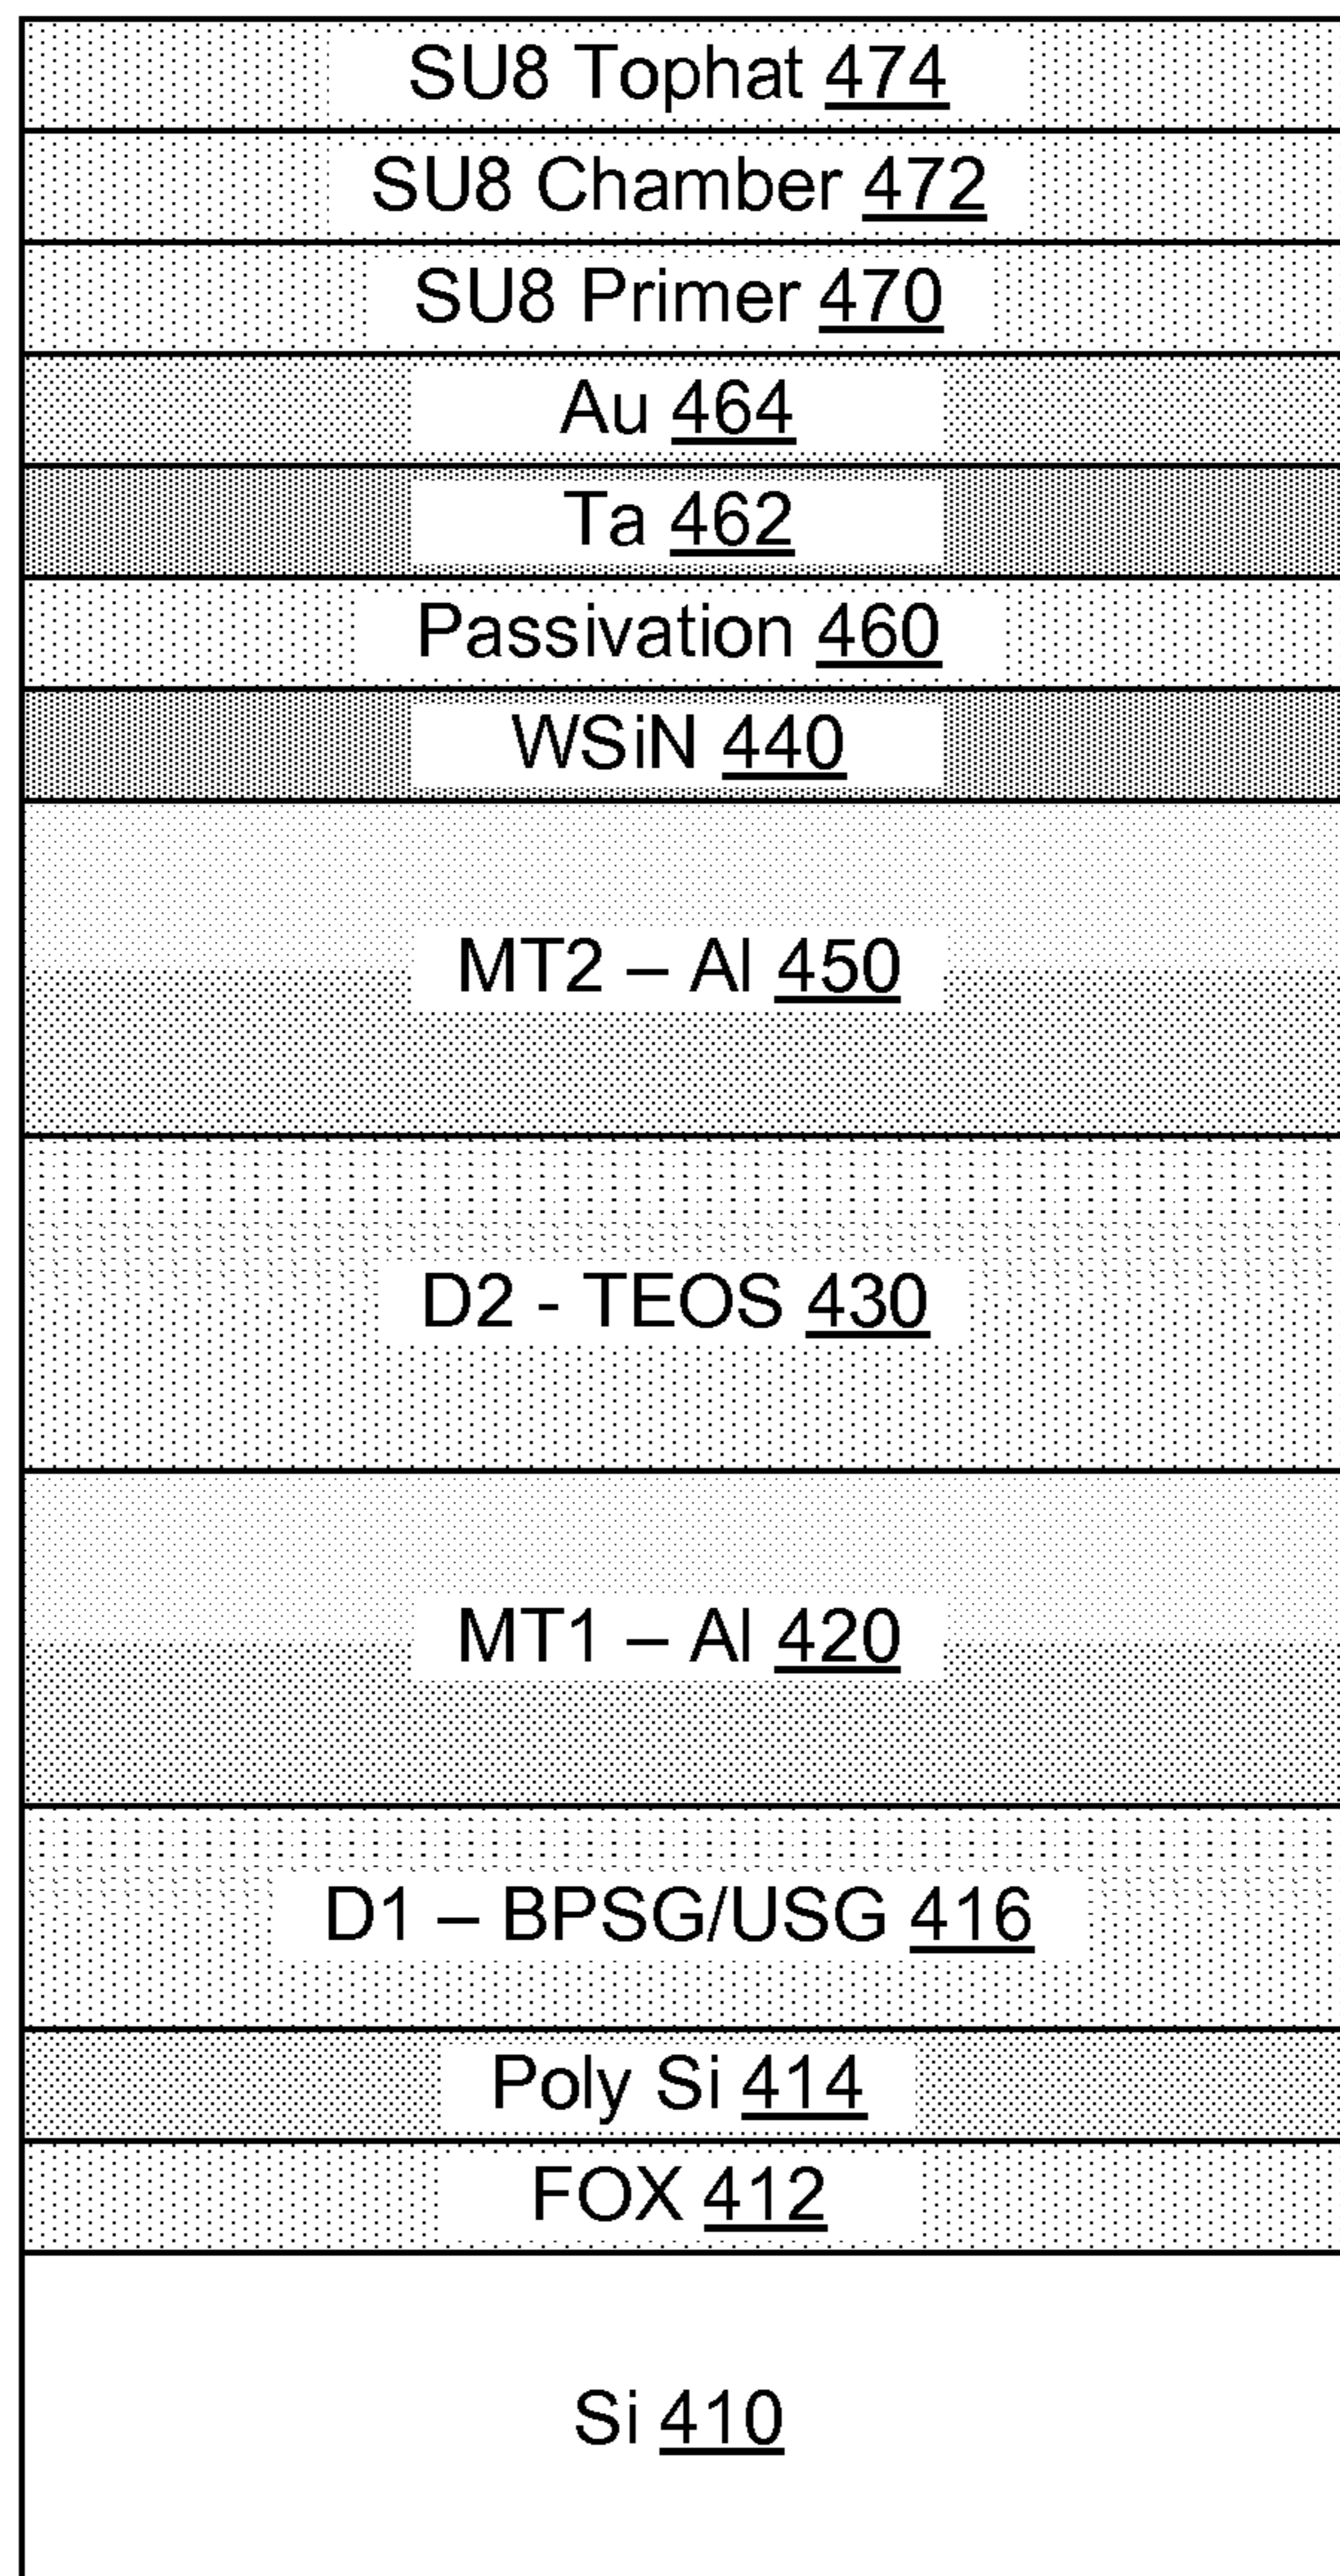 SU8 Tophat 474
SU8 Chamber 472
SU8 Primer 470
Au 464
Ta 462
Passivation 460
WSiN 440
MT2 – Al 450
D2 - TEOS 430
MT1 – Al 420
D1 – BPSG/USG 416
Poly Si 414
FOX 412
Si 410